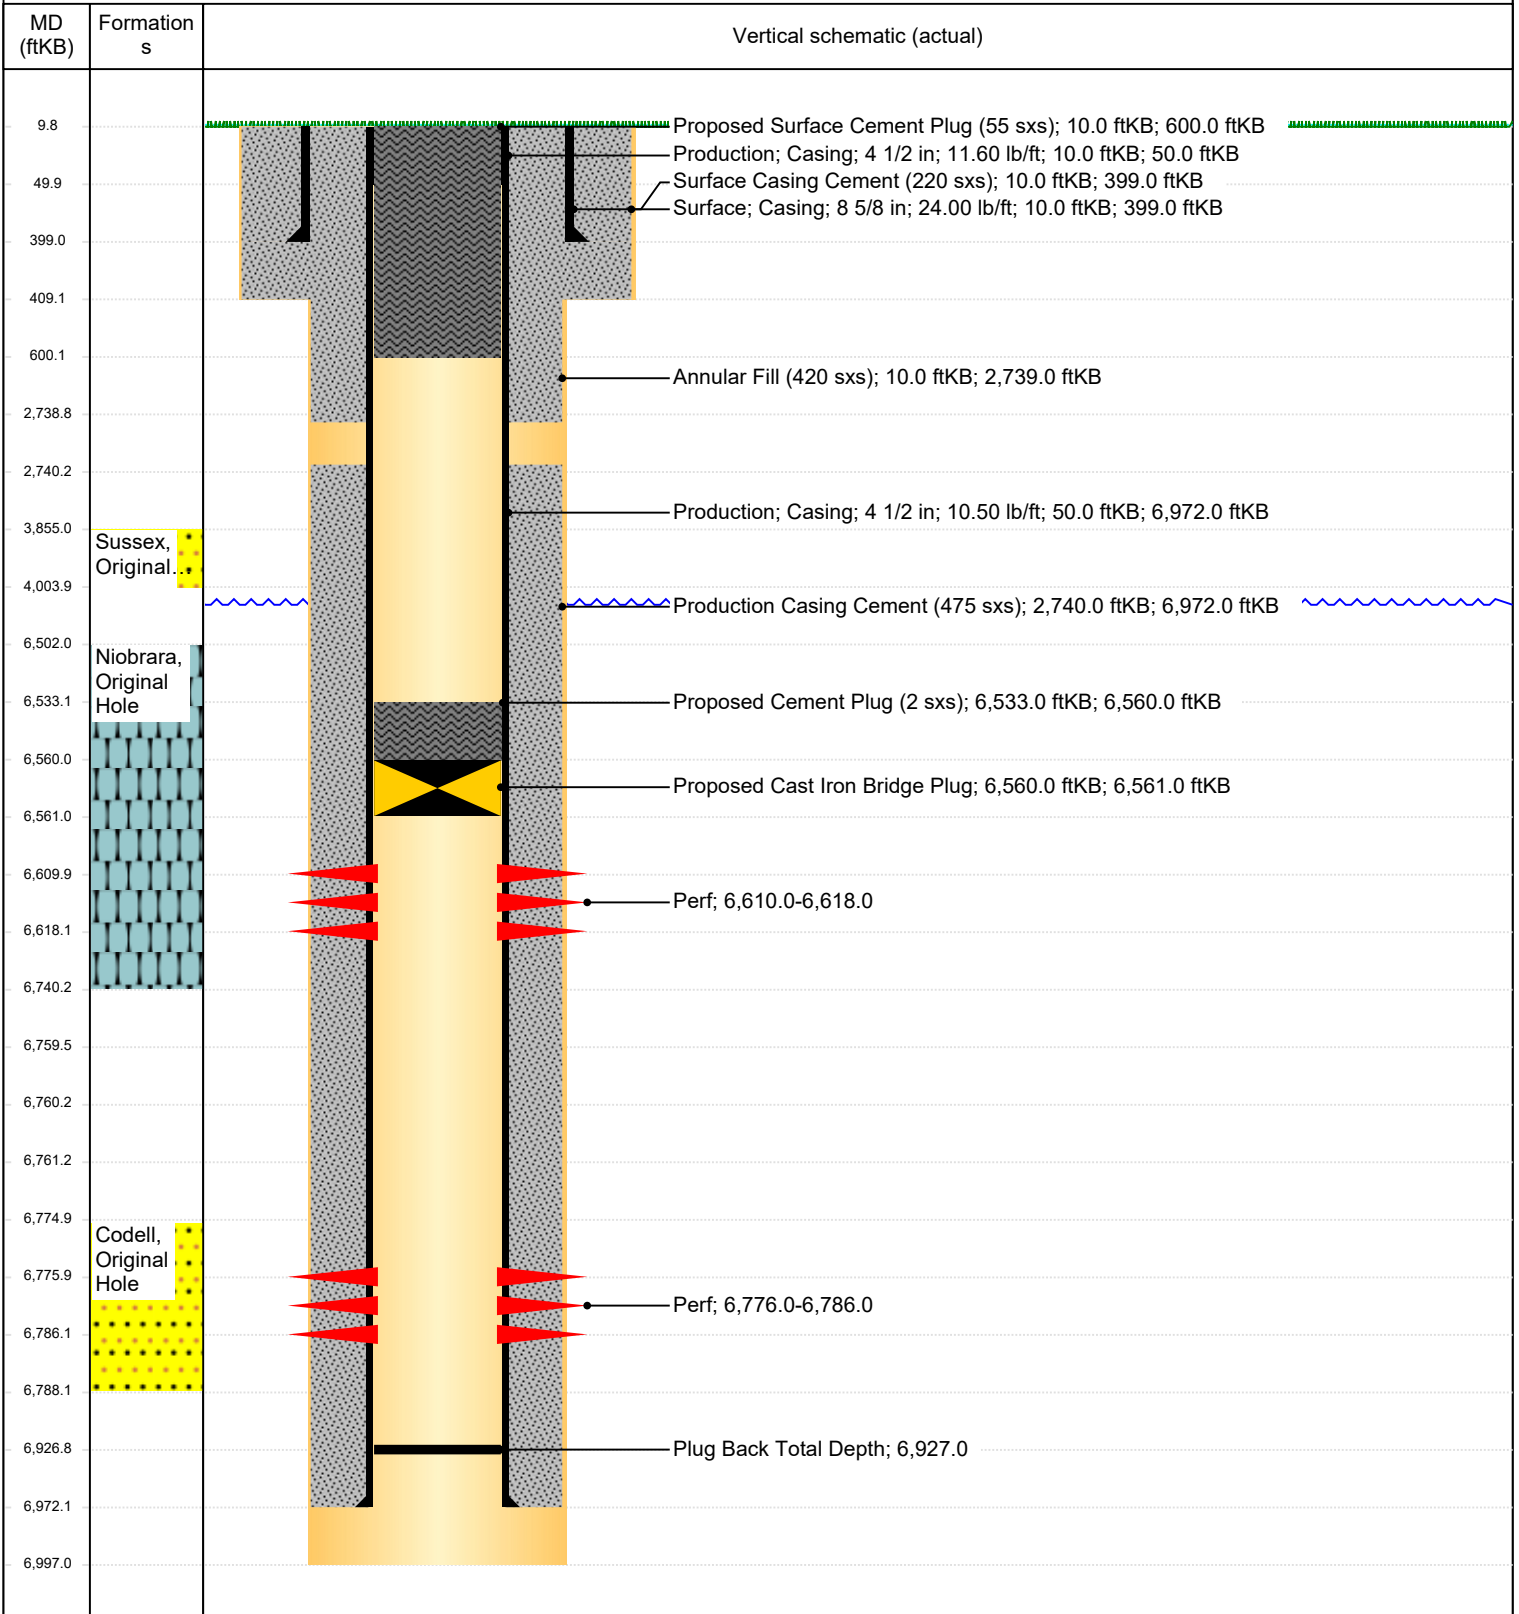 MD
(ftKB)
Formation
s
Vertical schematic (actual)
9.8
Proposed Surface Cement Plug (55 sxs); 10.0 ftKB; 600.0 ftKB
Production; Casing; 4 1/2 in; 11.60 lb/ft; 10.0 ftKB; 50.0 ftKB
49.9
Surface Casing Cement (220 sxs); 10.0 ftKB; 399.0 ftKB
Surface; Casing; 8 5/8 in; 24.00 lb/ft; 10.0 ftKB; 399.0 ftKB
399.0
409.1
600.1
Annular Fill (420 sxs); 10.0 ftKB; 2,739.0 ftKB
2,738.8
2,740.2
Production; Casing; 4 1/2 in; 10.50 lb/ft; 50.0 ftKB; 6,972.0 ftKB
3,855.0
Sussex,
Original...
4,003.9
Production Casing Cement (475 sxs); 2,740.0 ftKB; 6,972.0 ftKB
6,502.0
Niobrara,
Original
Hole
6,533.1
Proposed Cement Plug (2 sxs); 6,533.0 ftKB; 6,560.0 ftKB
6,560.0
Proposed Cast Iron Bridge Plug; 6,560.0 ftKB; 6,561.0 ftKB
6,561.0
6,609.9
Perf; 6,610.0-6,618.0
6,618.1
6,740.2
6,759.5
6,760.2
6,761.2
6,774.9
Codell,
Original
Hole
6,775.9
Perf; 6,776.0-6,786.0
6,786.1
6,788.1
6,926.8
Plug Back Total Depth; 6,927.0
6,972.1
6,997.0